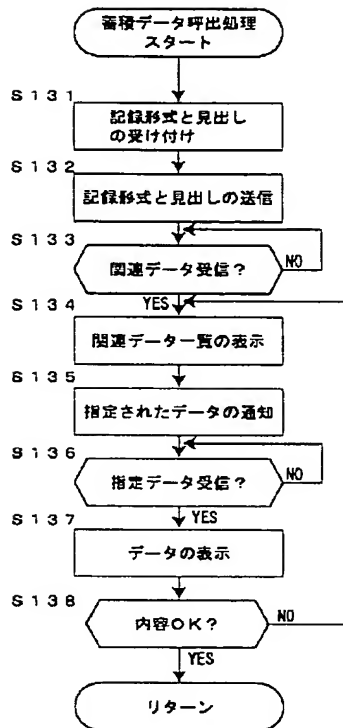 蓄積データ呼出処理
スタート
S131
記録形式と見出し
の受け付け
S132
記録形式と見出しの送信
S133
関連データ受信？
NO
S134
YES
関連データ一覧の表示
S135
指定されたデータの通知
S136
指定データ受信？
NO
S137
YES
データの表示
S138
内容OK？
NO
YES
リターン